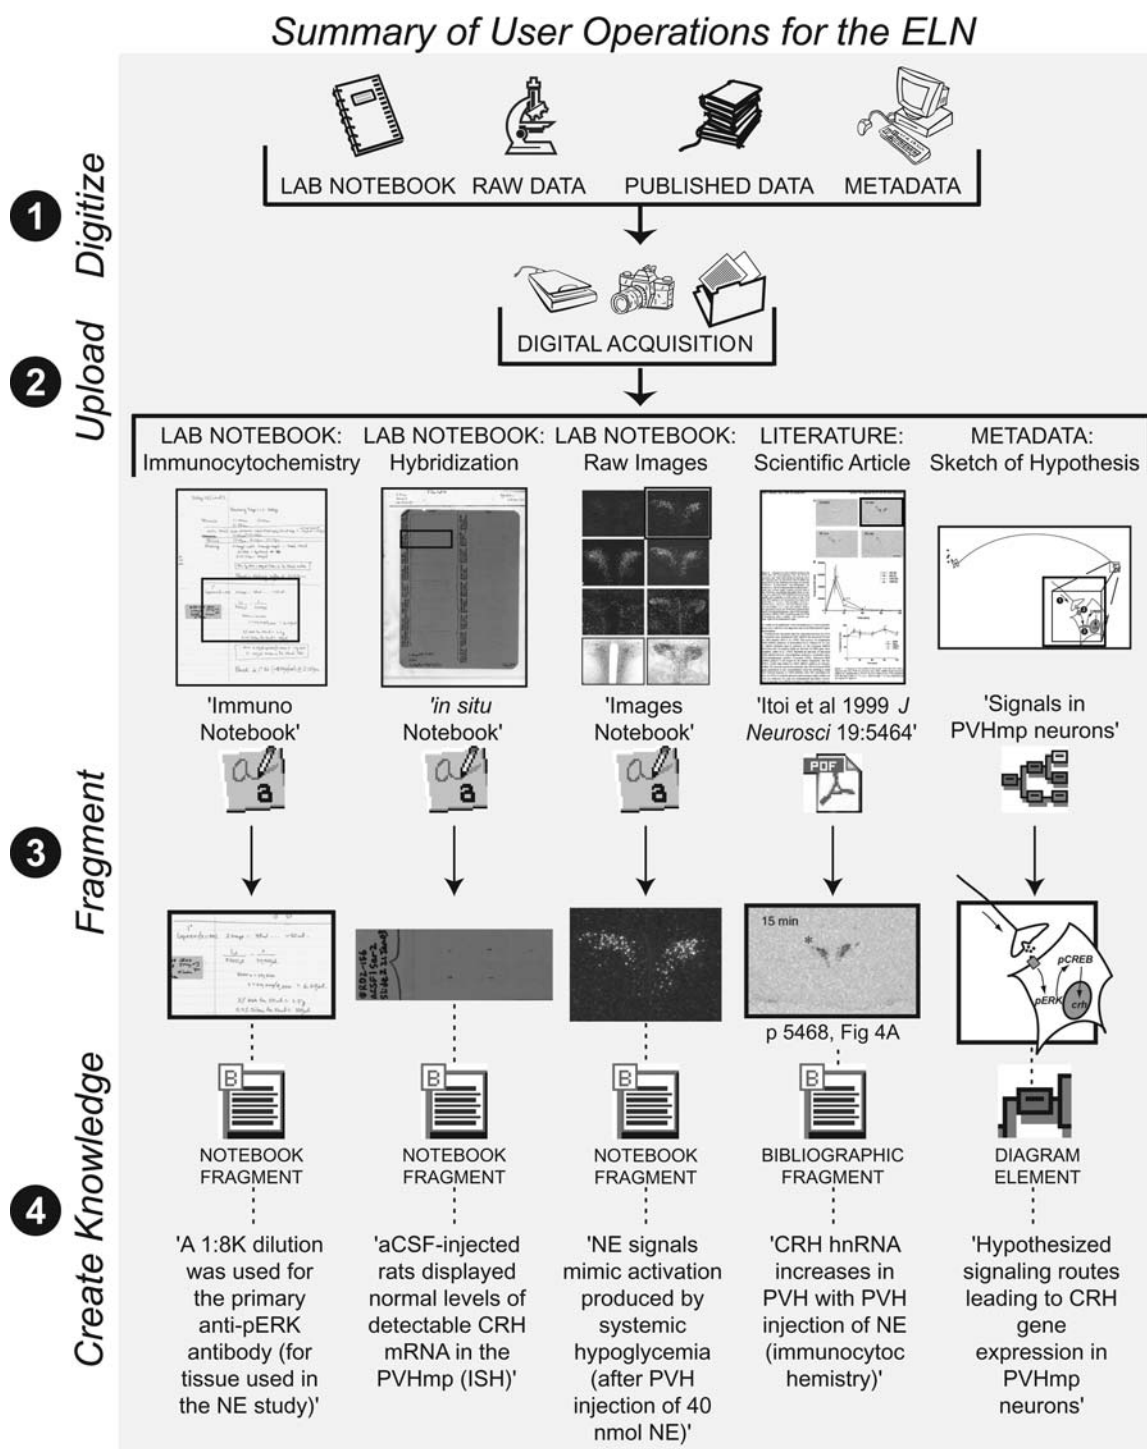 Summary of User Operations for the ELN
1 Digitize
LAB NOTEBOOK RAW DATA PUBLISHED DATA METADATA
2 Upload
DIGITAL ACQUISITION
LAB NOTEBOOK:
Immunocytochemistry
LAB NOTEBOOK:
Hybridization
LAB NOTEBOOK:
Raw Images
LITERATURE:
Scientific Article
METADATA:
Sketch of Hypothesis
'Immuno
Notebook'
'in situ
Notebook'
'Images
Notebook'
'Itoi et al 1999 J
Neurosci 19:5464'
'Signals in
PVHmp neurons'
a
a
a
a
a
a
PDF
3 Fragment
15 min
*
p 5468, Fig 4A
pCREB
pERK
crh
4 Create Knowledge
B
NOTEBOOK
FRAGMENT
B
NOTEBOOK
FRAGMENT
B
NOTEBOOK
FRAGMENT
B
BIBLIOGRAPHIC
FRAGMENT
DIAGRAM
ELEMENT
'A 1:8K dilution
was used for
the primary
anti-pERK
antibody (for
tissue used in
the NE study)'
'aCSF-injected
rats displayed
normal levels of
detectable CRH
mRNA in the
PVHmp (ISH)'
'NE signals
mimic activation
produced by
systemic
hypoglycemia
(after PVH
injection of 40
nmol NE)'
'CRH hnRNA
increases in
PVH with PVH
injection of NE
(immunocytoc
hemistry)'
'Hypothesized
signaling routes
leading to CRH
gene
expression in
PVHmp
neurons'